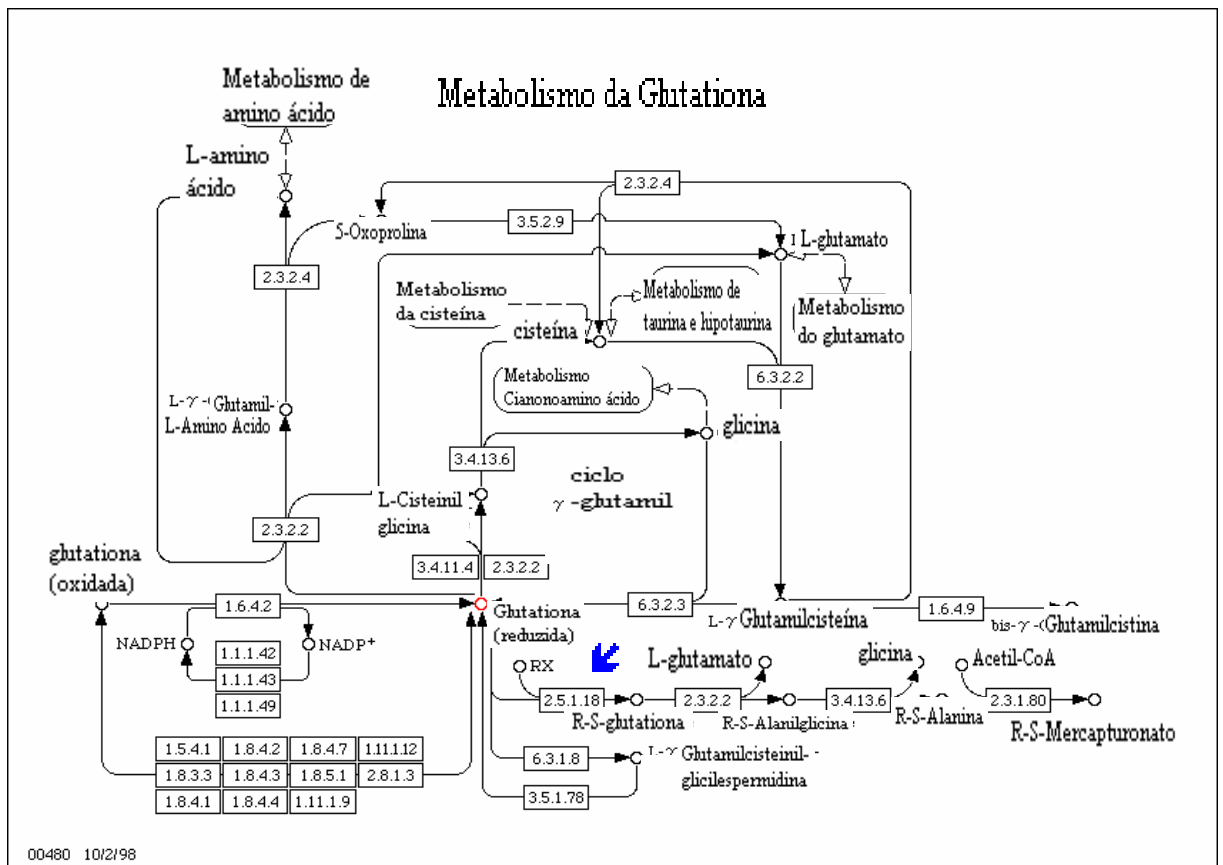 Metabolismo da Glutationa
Metabolismo de
amino ácido
L-amino
ácido
2.3.2.4
5-Oxoprolina
3.5.2.9
L-glutamato
2.3.2.4
Metabolismo
da cisteína
Metabolismo de
taurina e hipotaurina
Metabolismo
do glutamato
cisteína
Metabolismo
Cianonoamino ácido
6.3.2.2
L-γ-(Glutamil-
L-Amino Acido
glicina
3.4.13.6
ciclo
γ-glutamil
L-Cisteinil
glicina
2.3.2.2
glutationa
(oxidada)
3.4.11.4
2.3.2.2
1.6.4.2
Glutationa
(reduzida)
6.3.2.3
L-γ Glutamilcisteína
1.6.4.9
bis-γ-(Glutamilcistina
NADPH
NADP+
1.1.1.42
1.1.1.43
1.1.1.49
RX
L-glutamato
glicina
Acetil-CoA
2.5.1.18
2.3.2.2
3.4.13.6
2.3.1.80
R-S-glutationa
R-S-Alanilglicina
R-S-Alanina
R-S-Mercapturonato
1.5.4.1 1.8.4.2 1.8.4.7 1.11.1.12
1.8.3.3 1.8.4.3 1.8.5.1 2.8.1.3
1.8.4.1 1.8.4.4 1.11.1.9
6.3.1.8
L-γ Glutamilcisteinil-
glicilespermidina
3.5.1.78
00480 10/2/98